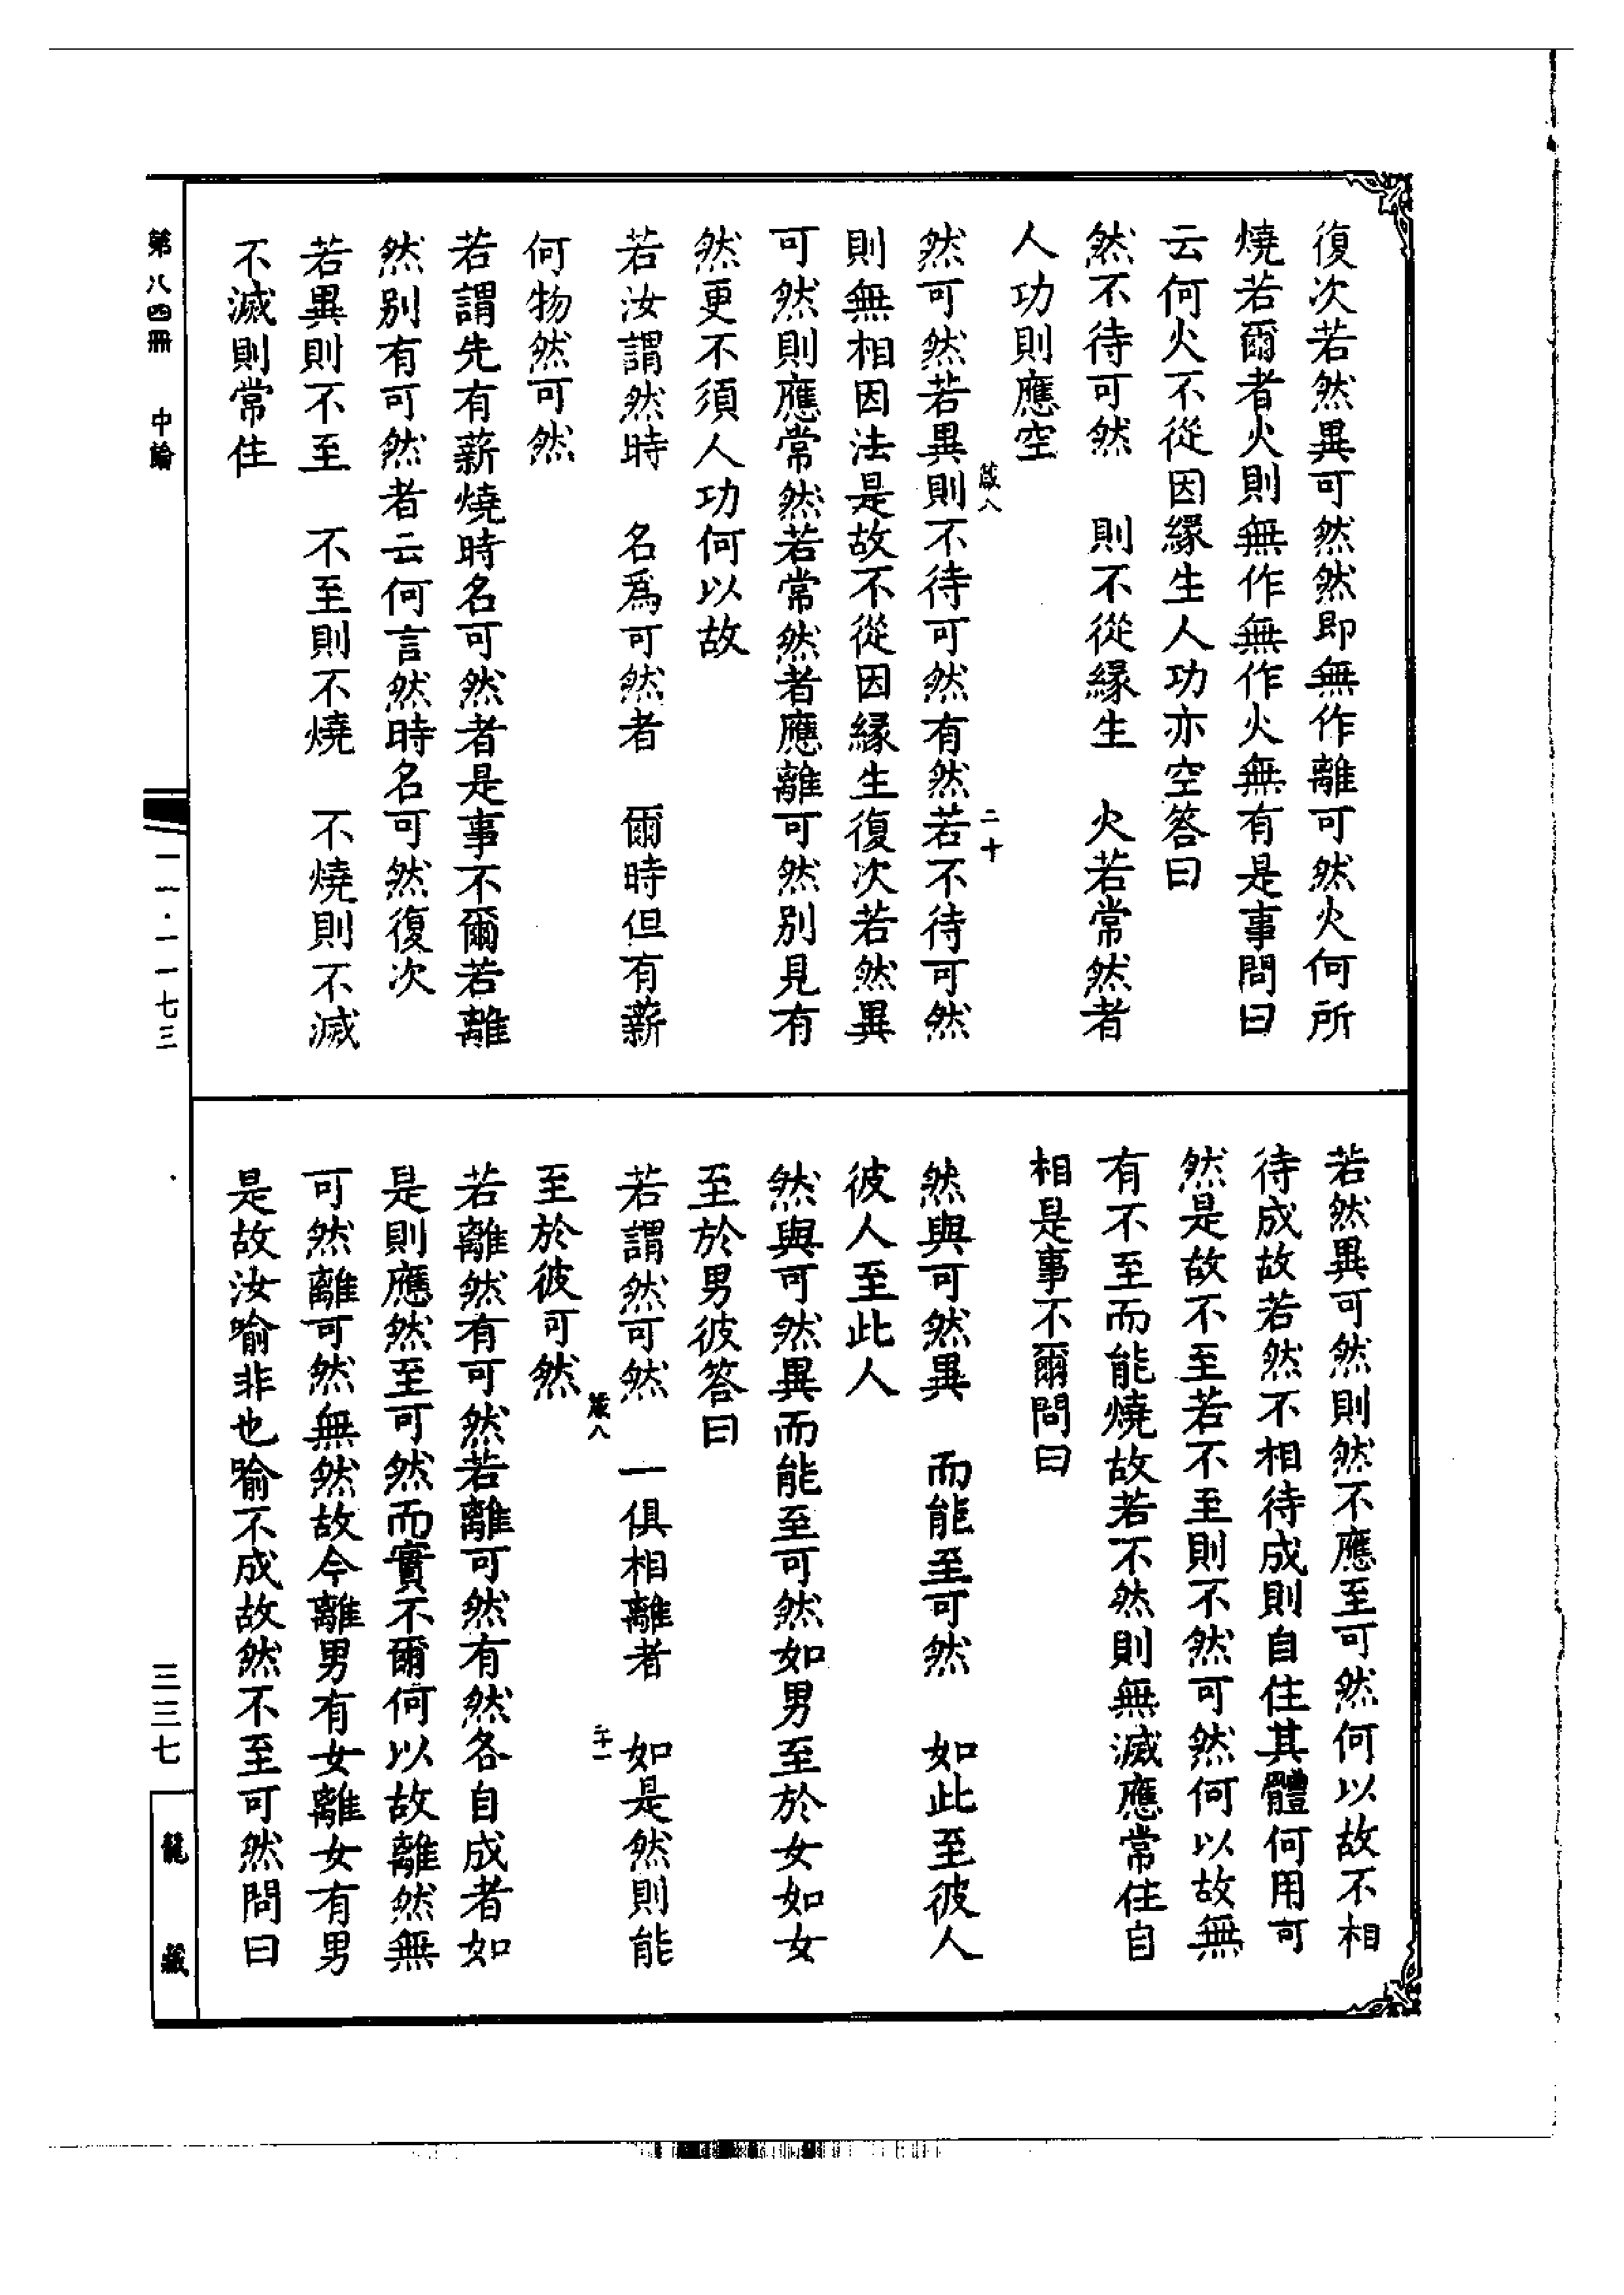 復次若然異可然然即無作離可然火何所
燒若爾者火則無作無作火無有是事問曰
云何火不從因緣生人功亦空答曰
然不待可然　則不從緣生　火若常然者
人功則應空
然可然若異則不待可然有然若不待可然
則無相因法是故不從因緣生復次若然異
可然則應常然若常然者應離可然別見有
然更不須人功何以故
若汝謂然時　名為可然者　爾時但有薪
何物然可然
若謂先有薪燒時名可然者是事不爾若離
然別有可然者云何言然時名可然復次
若異則不至　不至則不燒　不燒則不滅
不滅則常住
二十
若然異可然則然不應至可然何以故不相
待成故若然不相待成則自住其體何用可
然是故不至若不至則不然可然何以故無
有不至而能燒故若不然則無滅應常住自
相是事不爾問曰
然與可然異　而能至可然　如此至彼人
彼人至此人
然與可然異而能至可然如男至於女如女
至於男彼答曰
若謂然可然　一俱相離者　如是然則能
至於彼可然
若離然有可然若離可然有然各自成者如
是則應然至可然而實不爾何以故離然無
可然離可然無然故今離男有女離女有男
是故汝喻非也喻不成故然不至可然問曰
第八四冊　中論
一一·一一七三
三三七
龍藏